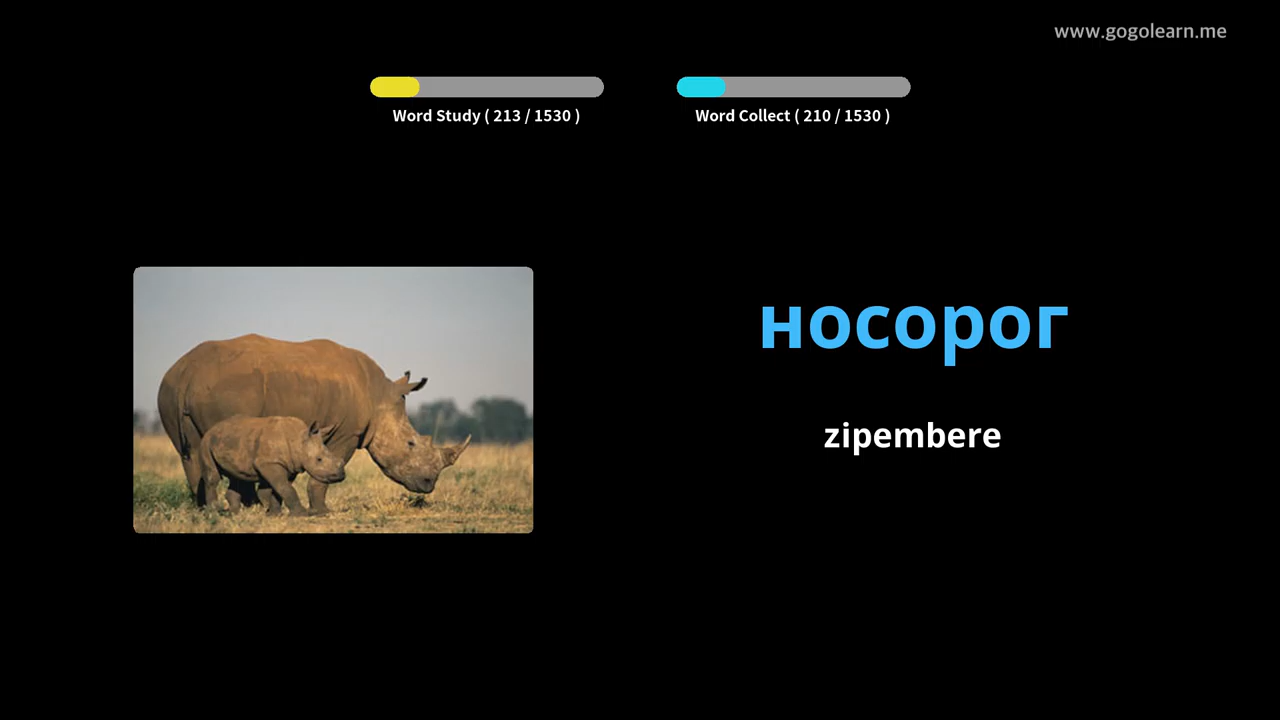 www.gogolearn.me
Word Study ( 213 / 1530 )
Word Collect ( 210 / 1530 )
носорог
zipembere